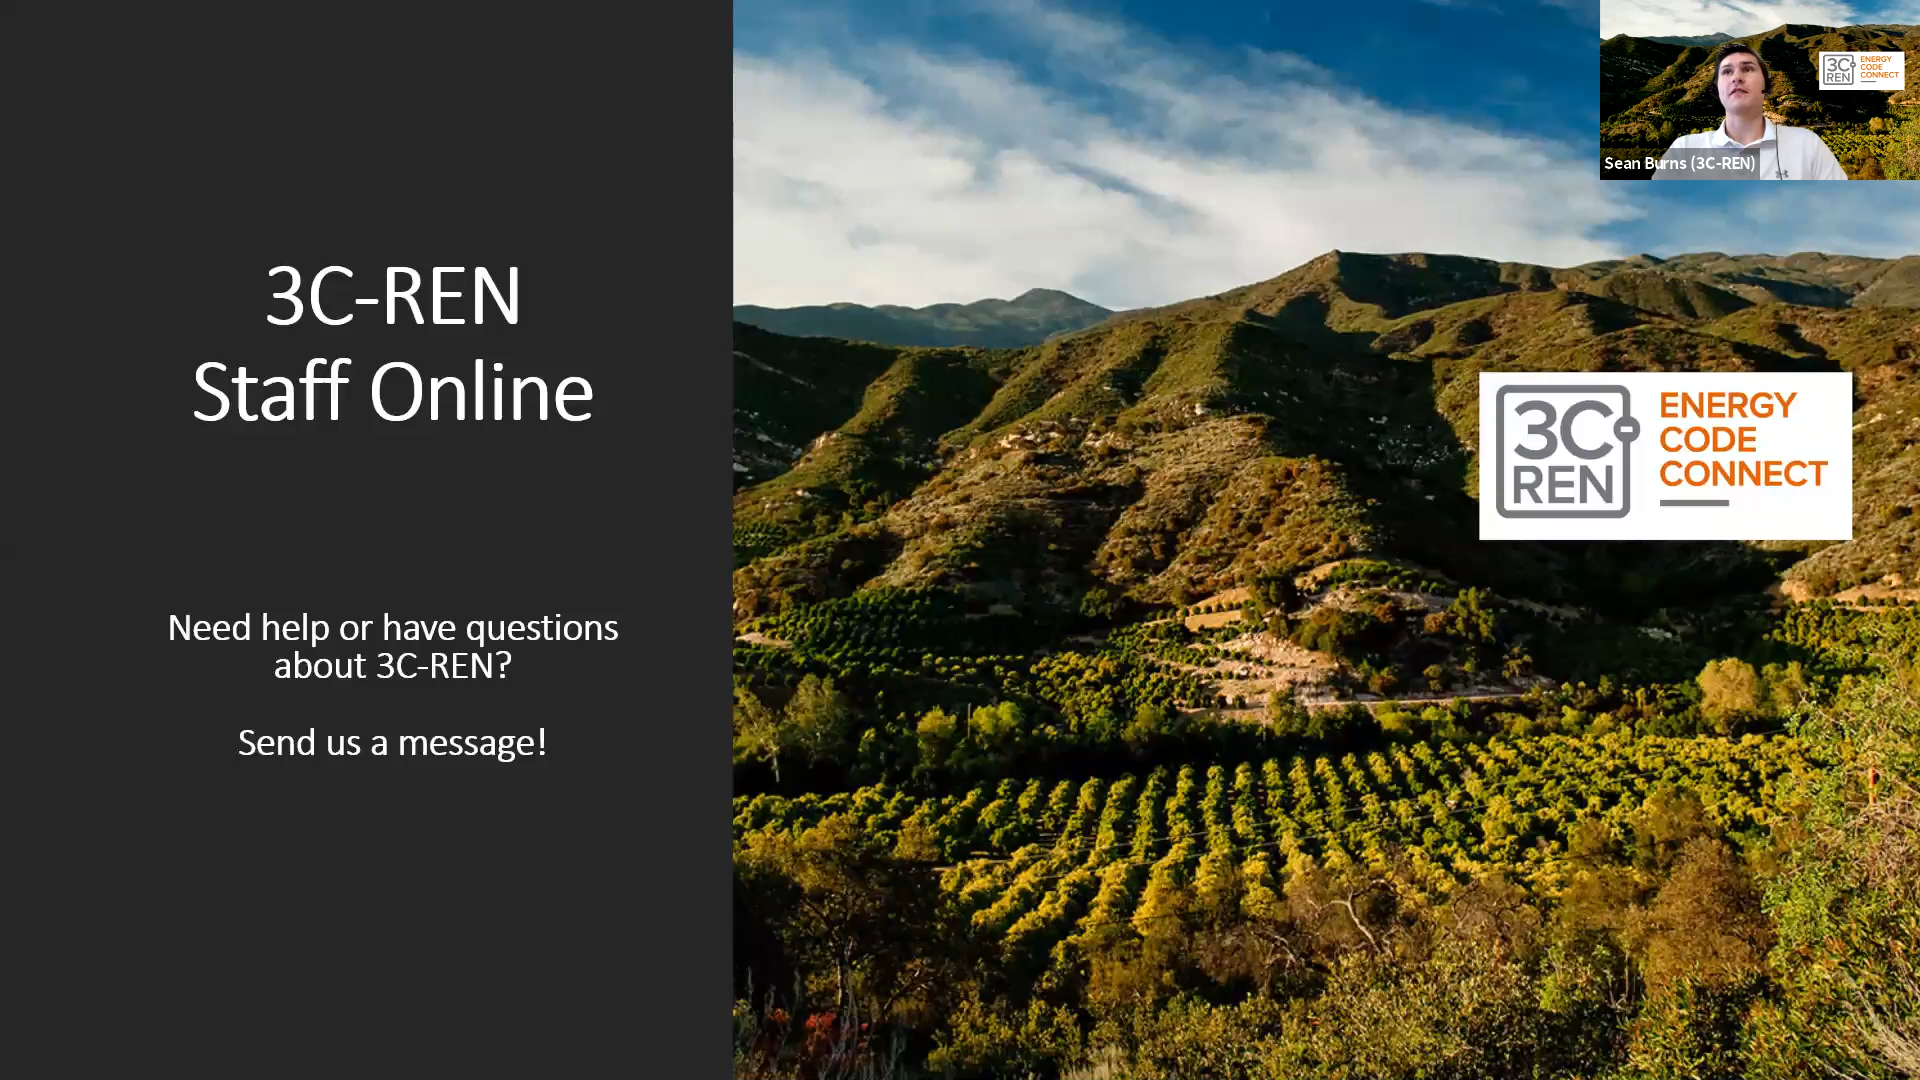 3C-REN
Staff Online
Need help or have questions
about 3C-REN?
Send us a message!
3C
REN
ENERGY
CODE
CONNECT
Sean Burns (3C-REN)
3C
REN
ENERGY
CODE
CONNECT